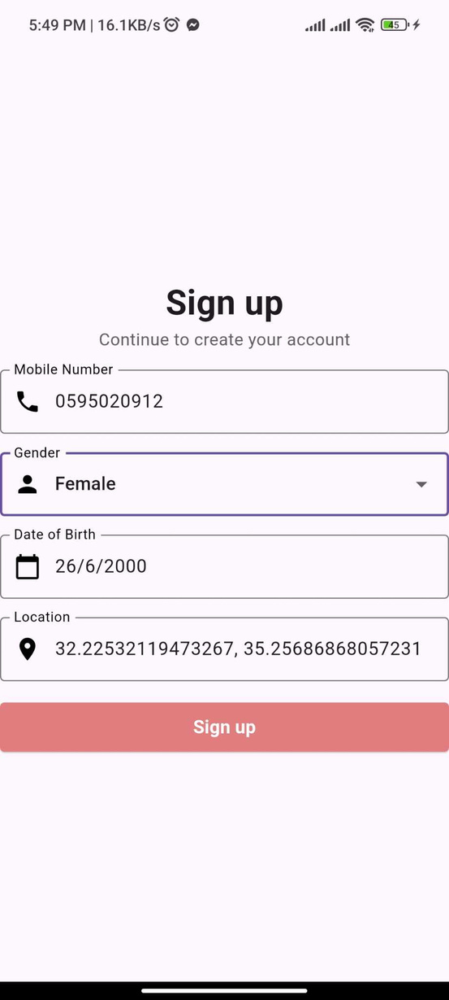 5:49 PM | 16.1KB/s 45
Sign up
Continue to create your account
Mobile Number
0595020912
Gender
Female
Date of Birth
26/6/2000
Location
32.22532119473267, 35.25686868057231
Sign up